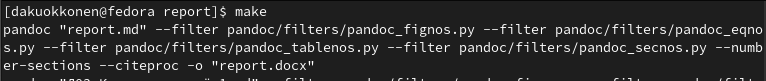 [dakuokkonen@fedora report]$ make
pandoc "report.md" --filter pandoc/filters/pandoc_fignos.py --filter pandoc/filters/pandoc_eqno
s.py --filter pandoc/filters/pandoc_tablenos.py --filter pandoc/filters/pandoc_secnos.py --numb
er-sections --citeproc -o "report.docx"